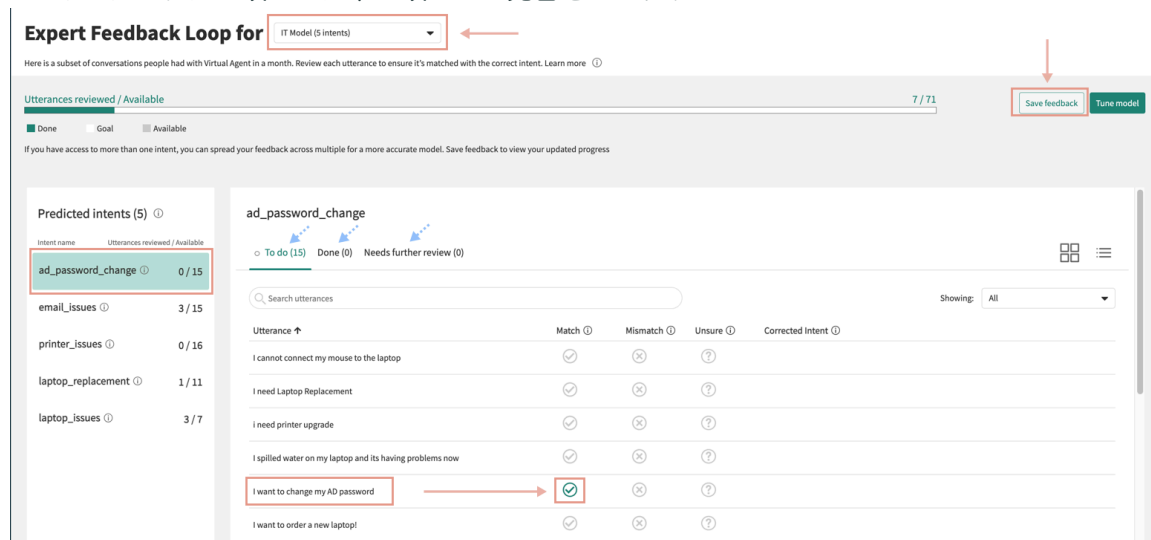 Expert Feedback Loop for IT Model (5 intents)
Here is a subset of conversations people had with Virtual Agent in a month. Review each utterance to ensure it's matched with the correct intent. Learn more
Utterances reviewed / Available 7 / 71 Save feedback Tune model
Done Goal Available
If you have access to more than one intent, you can spread your feedback across multiple for a more accurate model. Save feedback to view your updated progress
Predicted intents (5)
Intent name Utterances reviewed / Available
ad_password_change 0 / 15
email_issues 3 / 15
printer_issues 0 / 16
laptop_replacement 1 / 11
laptop_issues 3 / 7
ad_password_change
To do (15) Done (0) Needs further review (0)
Search utterances Showing: All
Utterance Match Mismatch Unsure Corrected Intent
I cannot connect my mouse to the laptop
I need Laptop Replacement
i need printer upgrade
I spilled water on my laptop and its having problems now
I want to change my AD password
I want to order a new laptop!